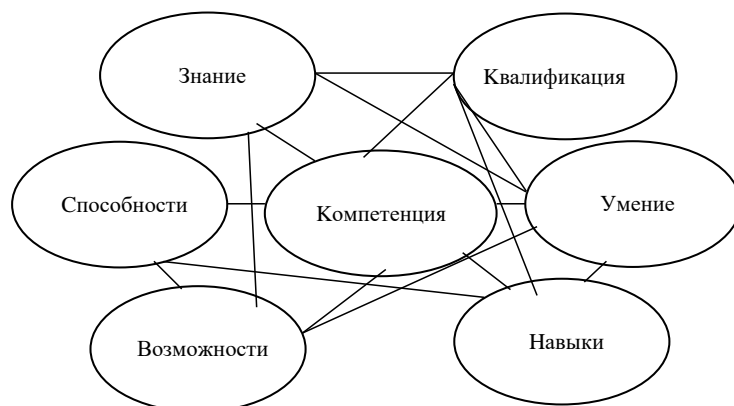 Знание
Квалификация
Способности
Компетенция
Умение
Возможности
Навыки